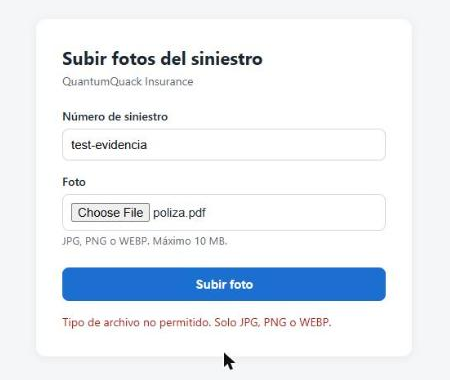 Subir fotos del siniestro
QuantumQuack Insurance
Número de siniestro
test-evidencia
Foto
Choose File poliza.pdf
JPG, PNG o WEBP. Máximo 10 MB.
Subir foto
Tipo de archivo no permitido. Solo JPG, PNG o WEBP.